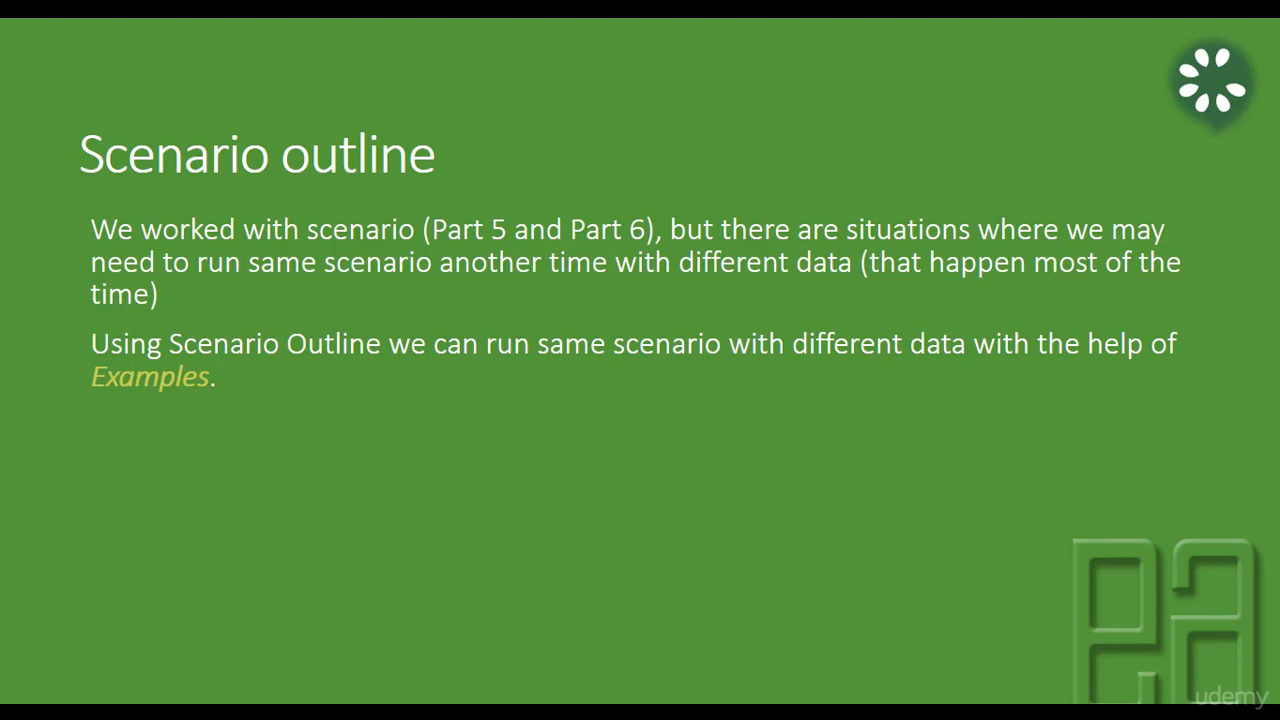 Scenario outline
We worked with scenario (Part 5 and Part 6), but there are situations where we may
need to run same scenario another time with different data (that happen most of the
time)
Using Scenario Outline we can run same scenario with different data with the help of
Examples.
ea
udemy